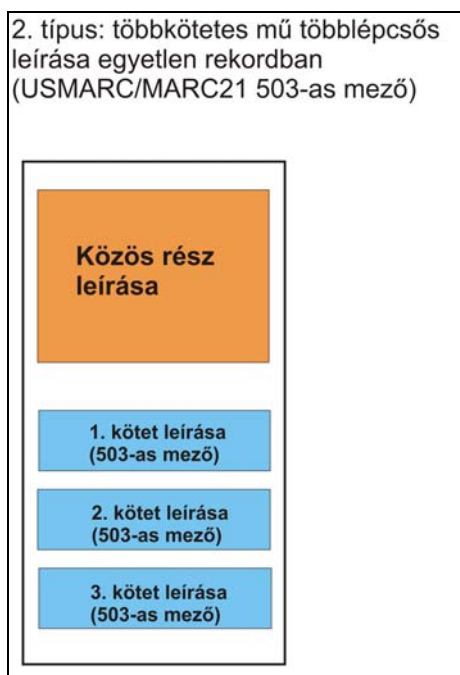 2. típus: többkötetes mű többlépcsős
leírása egyetlen rekordban
(USMARC/MARC21 503-as mező)
Közös rész
leírása
1. kötet leírása
(503-as mező)
2. kötet leírása
(503-as mező)
3. kötet leírása
(503-as mező)